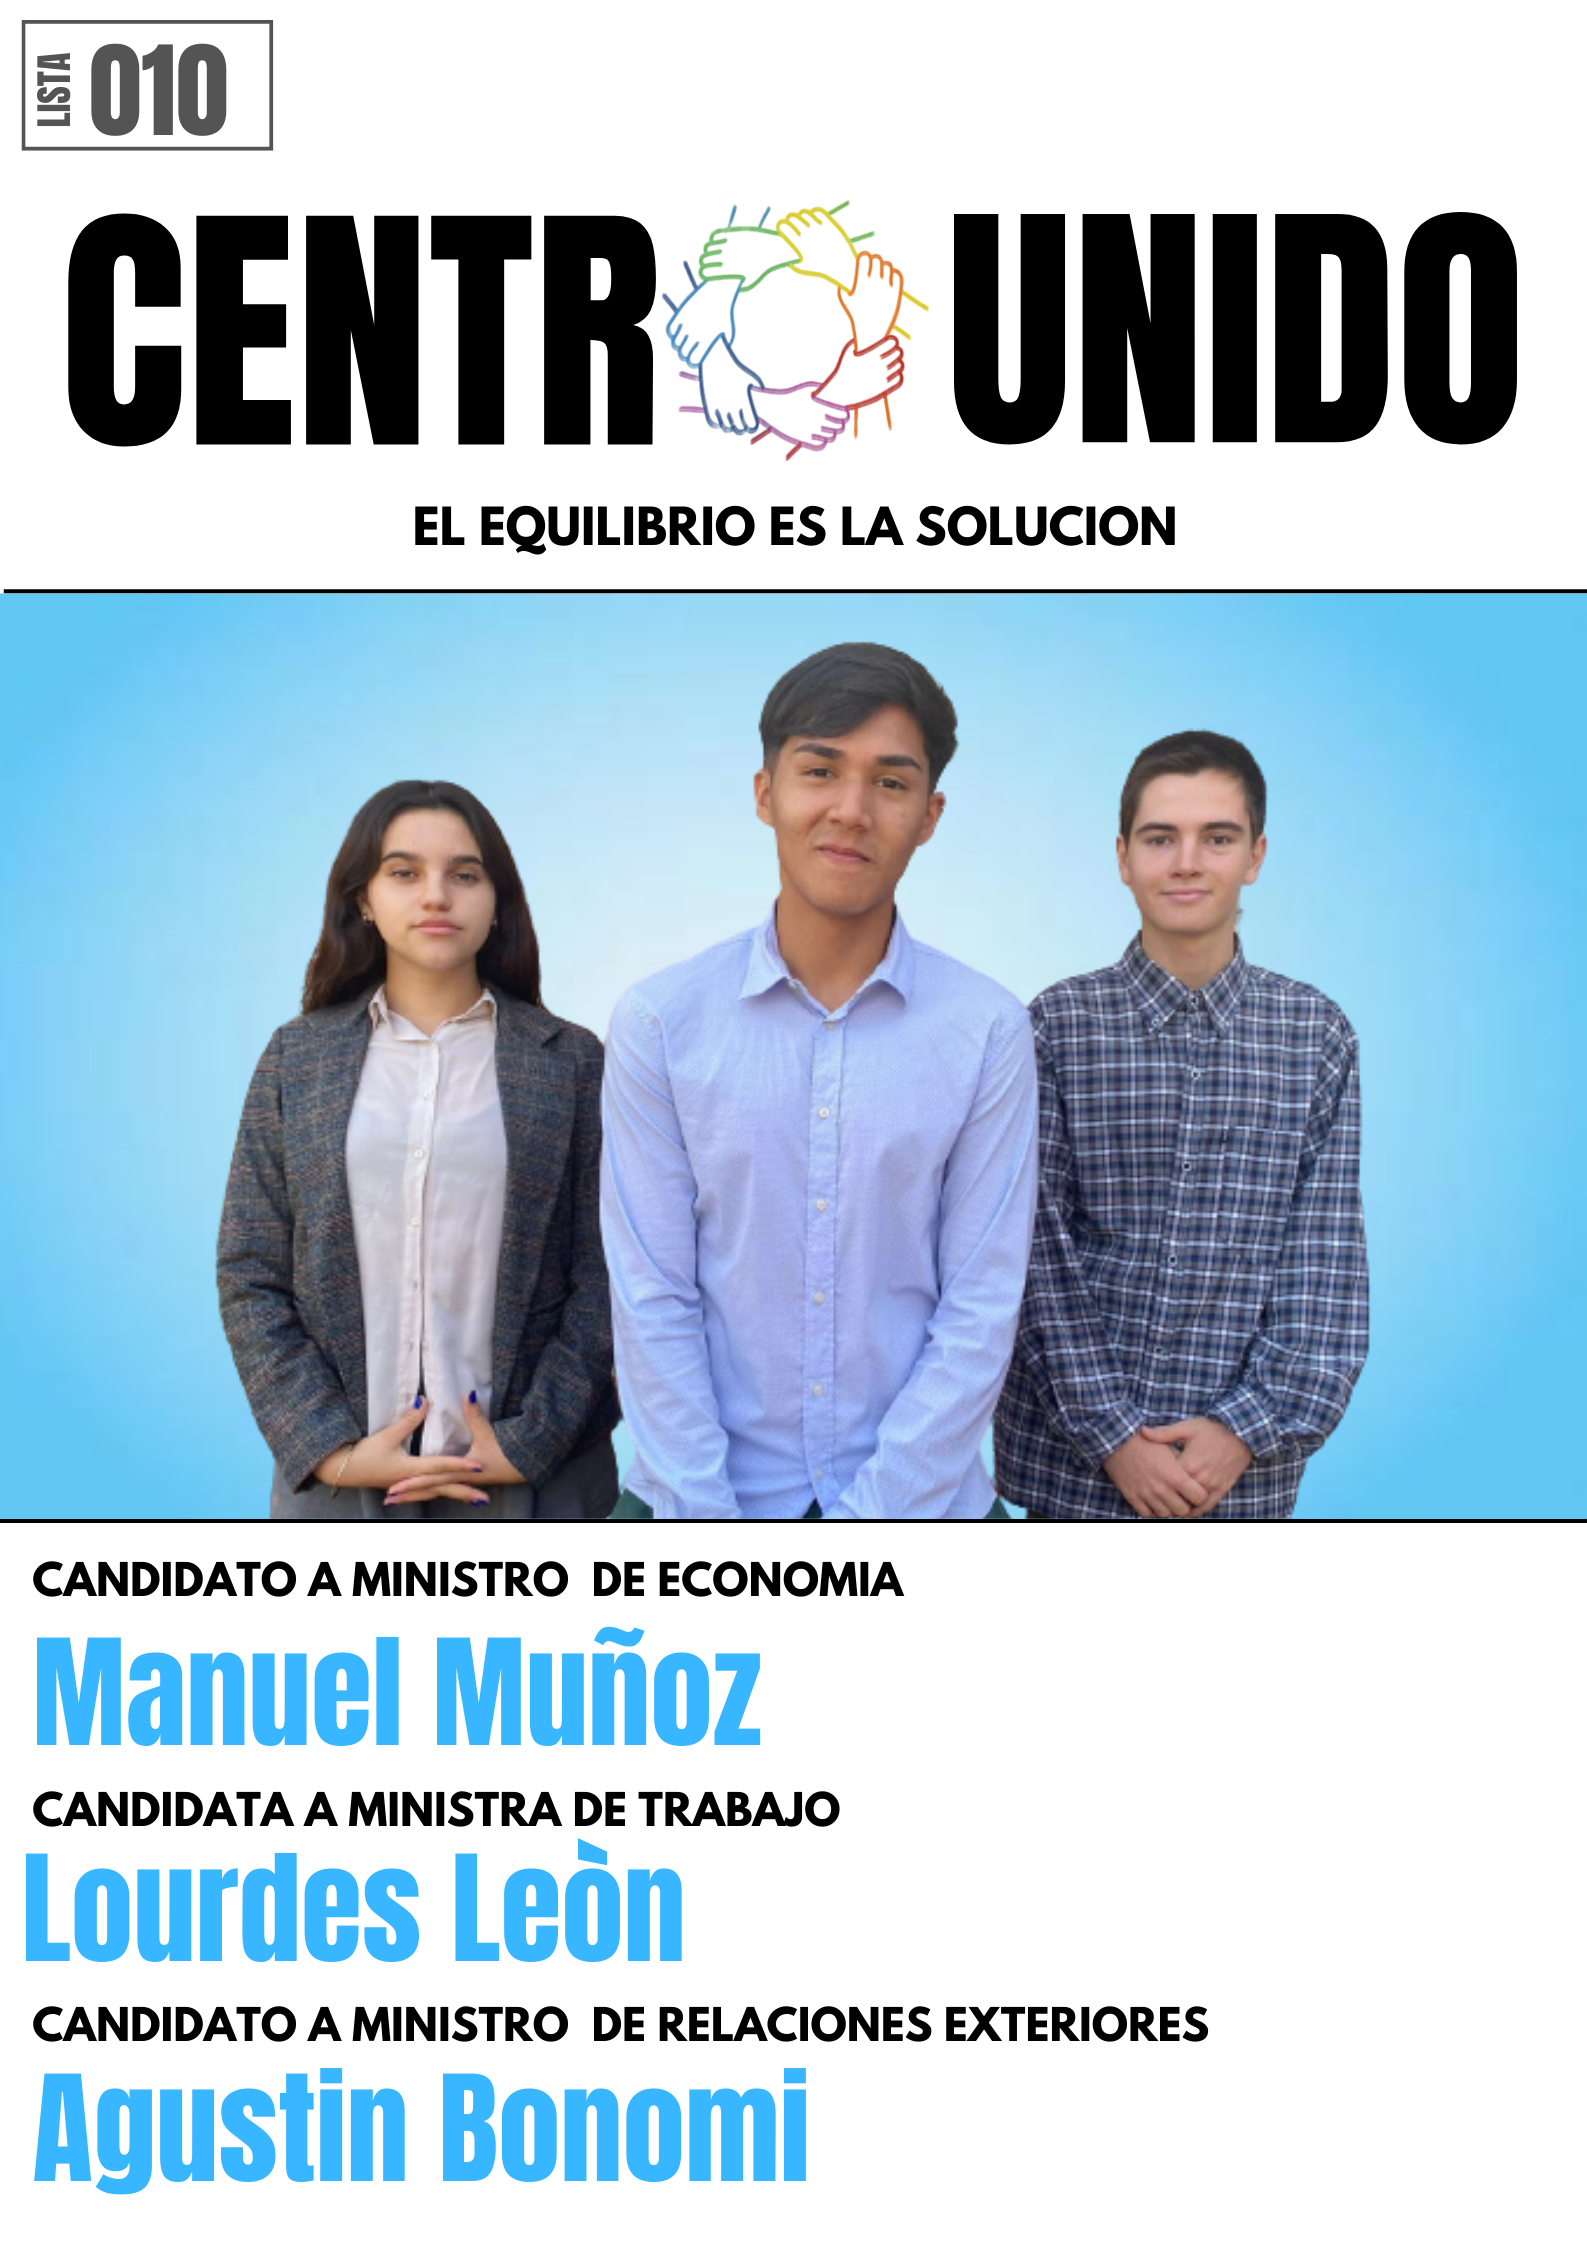 LISTA 010
CENTR UNIDO
EL EQUILIBRIO ES LA SOLUCION
CANDIDATO A MINISTRO DE ECONOMIA
Manuel Muñoz
CANDIDATA A MINISTRA DE TRABAJO
Lourdes Leòn
CANDIDATO A MINISTRO DE RELACIONES EXTERIORES
Agustin Bonomi